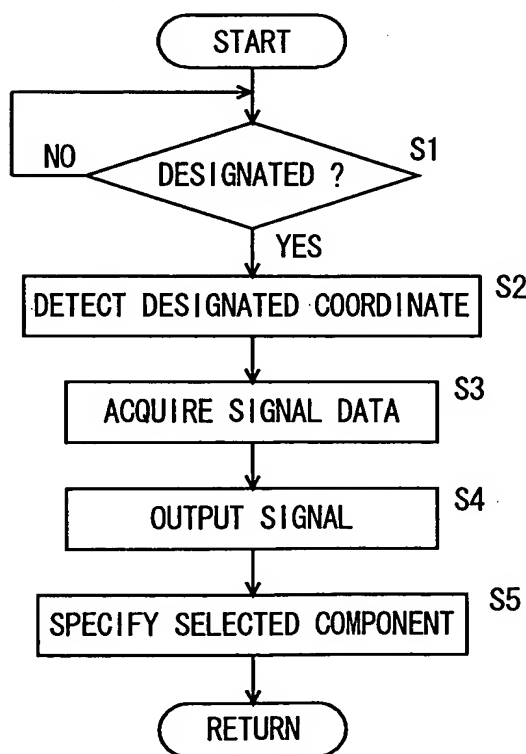 START
NO
DESIGNATED ?
S1
YES
DETECT DESIGNATED COORDINATE
S2
ACQUIRE SIGNAL DATA
S3
OUTPUT SIGNAL
S4
SPECIFY SELECTED COMPONENT
S5
RETURN